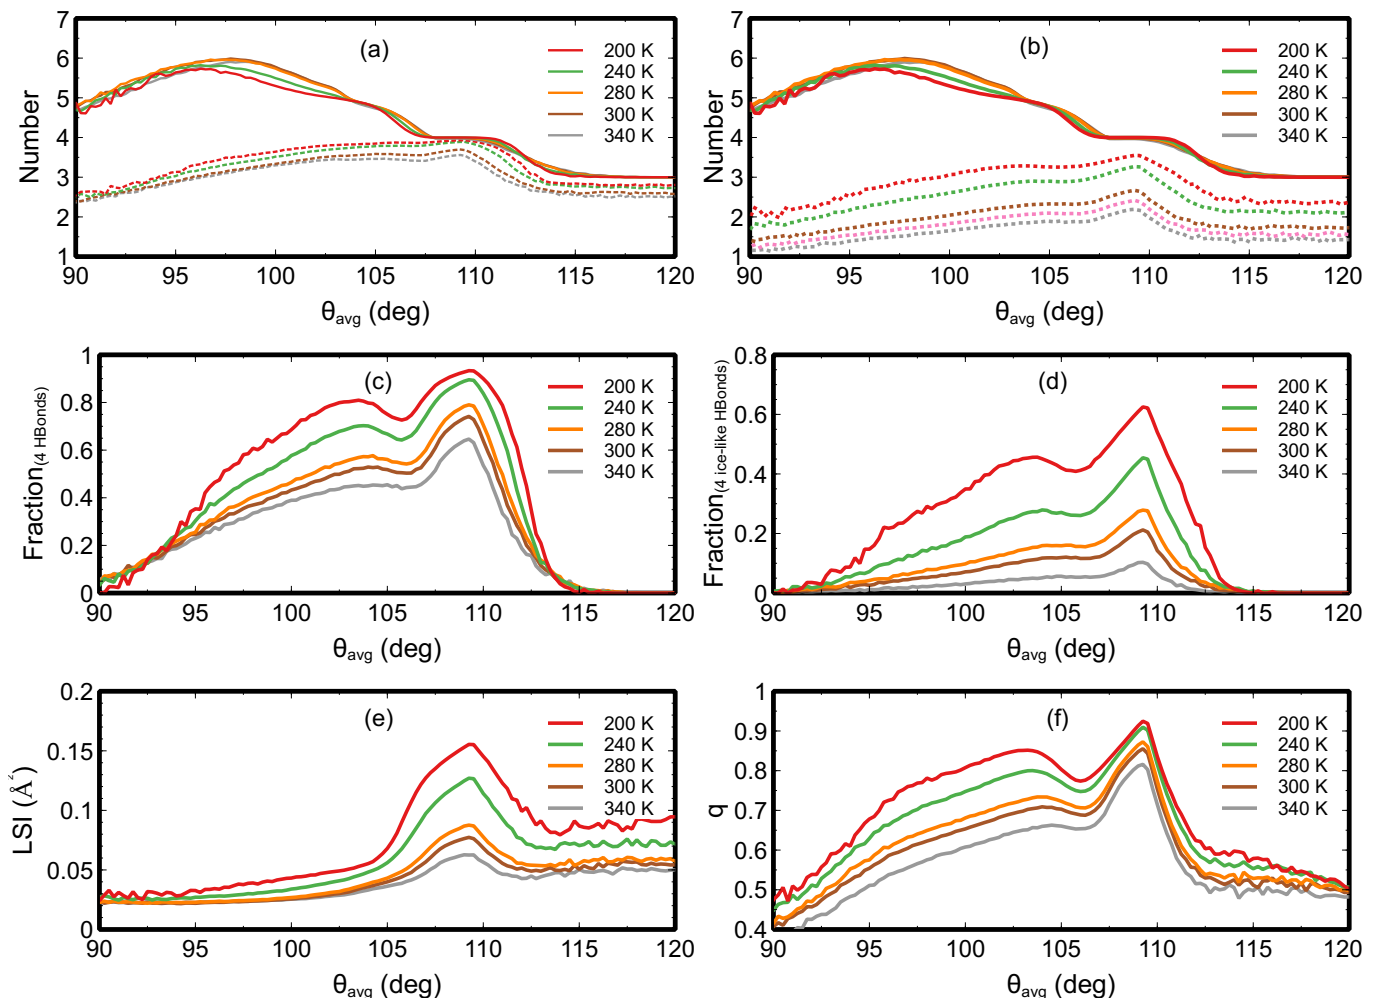 (a)
Number
7
6
5
4
3
2
1
200 K
240 K
280 K
300 K
340 K
90 95 100 105 110 115 120
θavg (deg)
(b)
Number
7
6
5
4
3
2
1
200 K
240 K
280 K
300 K
340 K
90 95 100 105 110 115 120
θavg (deg)
(c)
Fraction(4 HBonds)
1
0.8
0.6
0.4
0.2
0
200 K
240 K
280 K
300 K
340 K
90 95 100 105 110 115 120
θavg (deg)
(d)
Fraction(4 ice-like HBonds)
0.8
0.6
0.4
0.2
0
200 K
240 K
280 K
300 K
340 K
90 95 100 105 110 115 120
θavg (deg)
(e)
LSI (Å²)
0.2
0.15
0.1
0.05
0
200 K
240 K
280 K
300 K
340 K
90 95 100 105 110 115 120
θavg (deg)
(f)
q
1
0.9
0.8
0.7
0.6
0.5
0.4
200 K
240 K
280 K
300 K
340 K
90 95 100 105 110 115 120
θavg (deg)